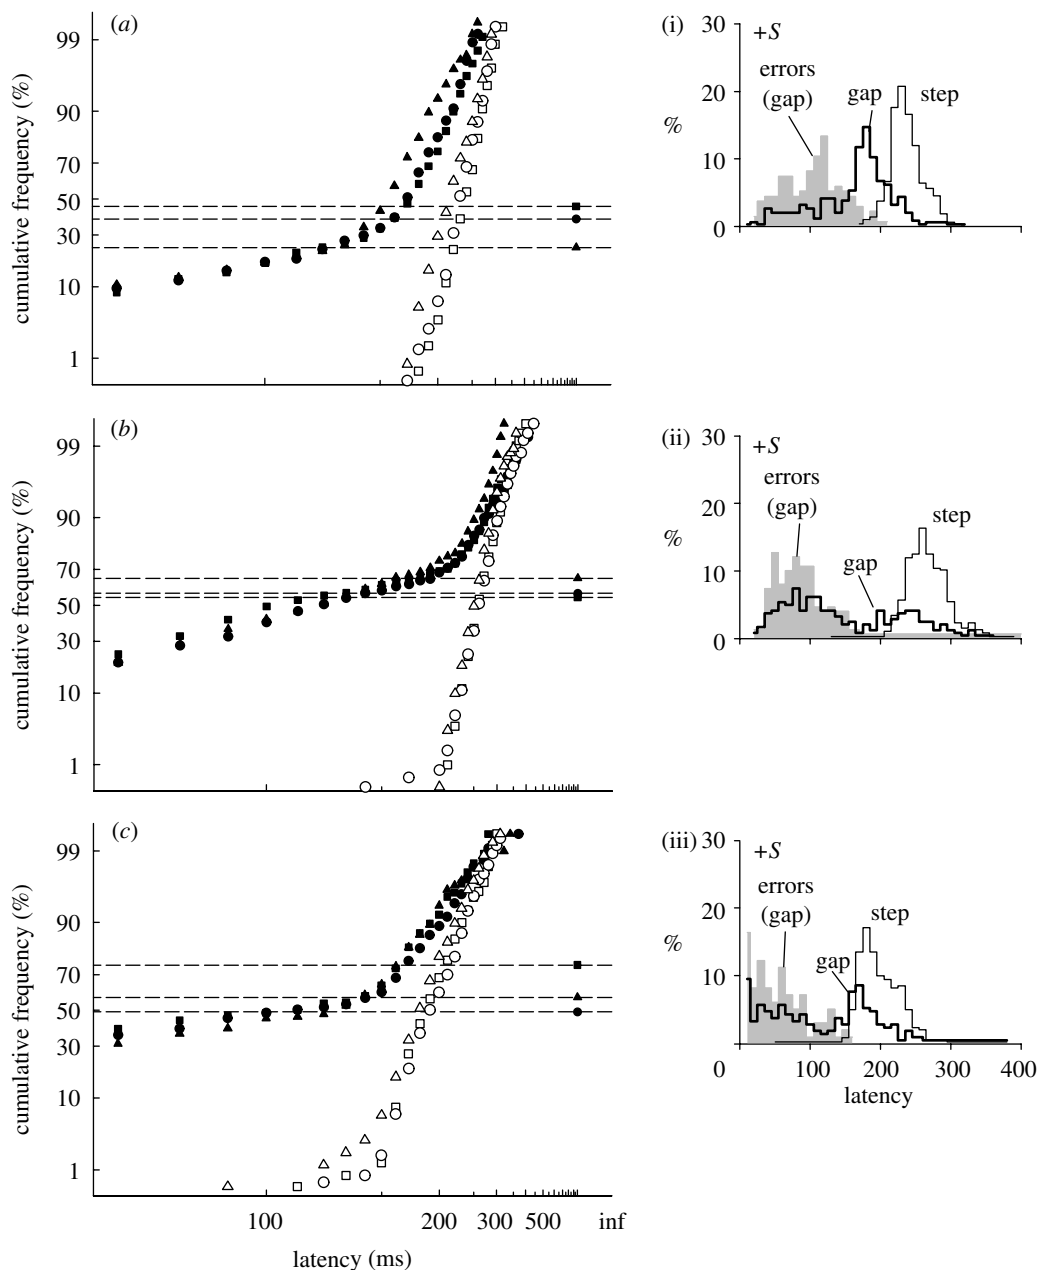 (a)
99
90
70
50
30
10
1
cumulative frequency (%)
(i)
30
20
10
0
%
+S
errors
(gap)
gap
step
(b)
99
90
70
50
30
10
1
cumulative frequency (%)
(ii)
30
20
10
0
%
+S
errors
(gap)
gap
step
(c)
99
90
70
50
30
10
1
cumulative frequency (%)
100 200 300 500 inf
latency (ms)
(iii)
30
20
10
%
+S
errors
(gap)
gap
step
0 100 200 300 400
latency